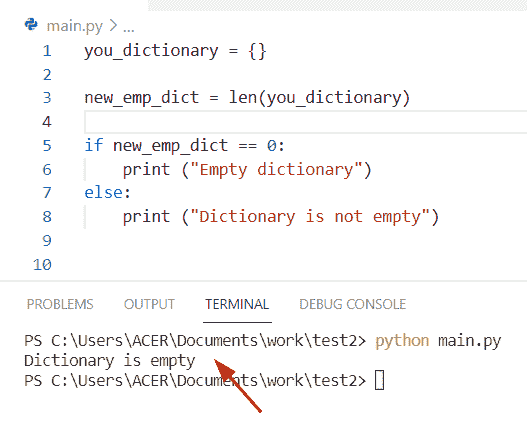 main.py > ...
1 you_dictionary = {}
2
3 new_emp_dict = len(you_dictionary)
4
5 if new_emp_dict == 0:
6 print ("Empty dictionary")
7 else:
8 print ("Dictionary is not empty")
9
10
PROBLEMS OUTPUT TERMINAL DEBUG CONSOLE
PS C:\Users\ACER\Documents\work\test2> python main.py
Dictionary is empty
PS C:\Users\ACER\Documents\work\test2>